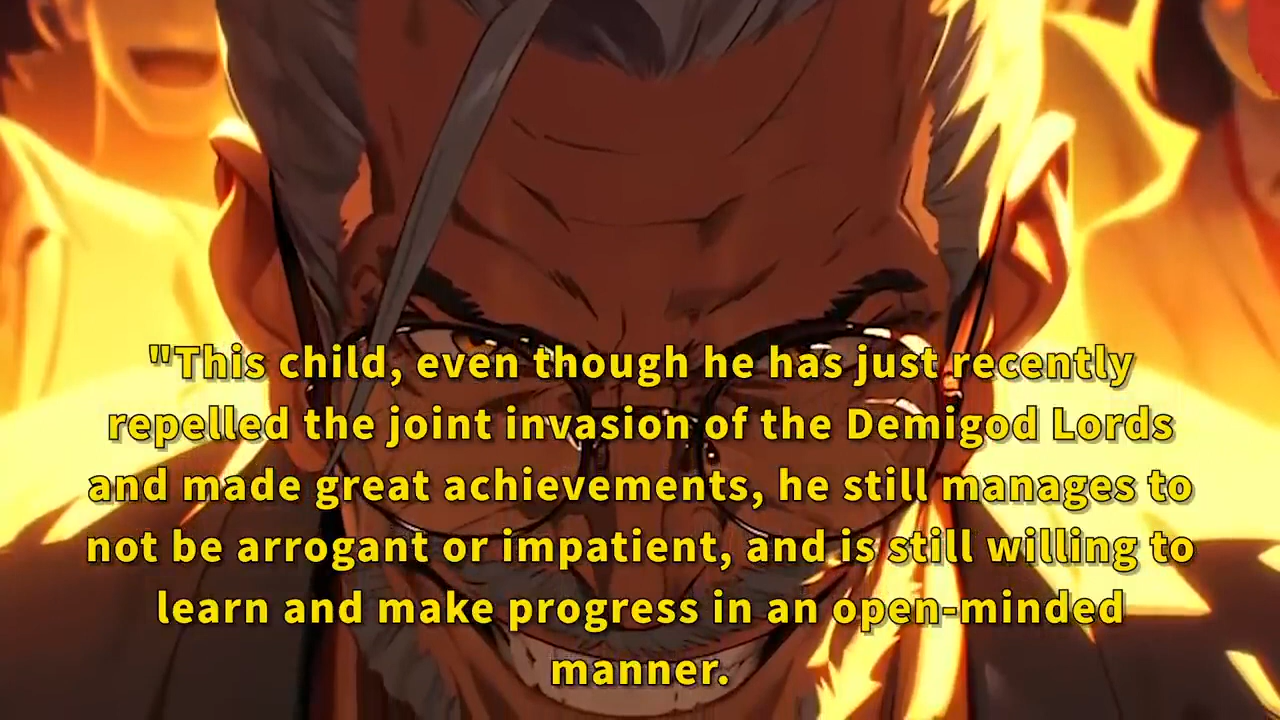 "This child, even though he has just recently
repelled the joint invasion of the Demigod Lords
and made great achievements, he still manages to
not be arrogant or impatient, and is still willing to
learn and make progress in an open-minded
manner.